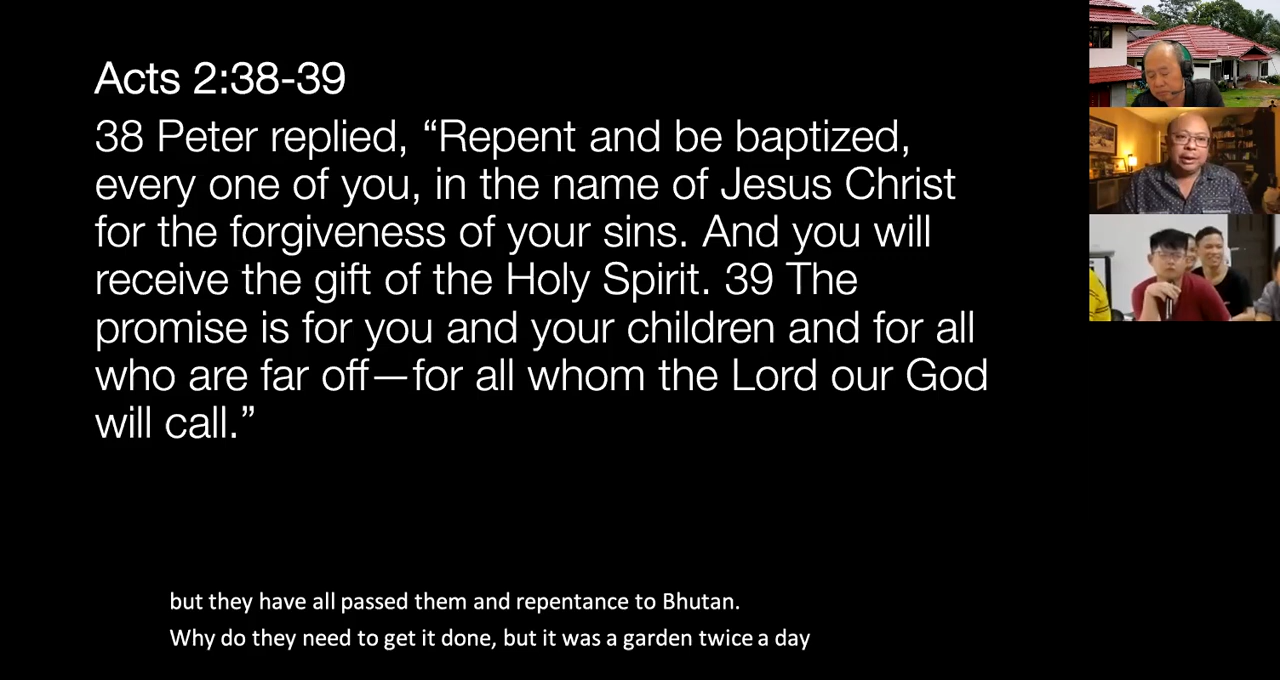 Acts 2:38-39
38 Peter replied, “Repent and be baptized,
every one of you, in the name of Jesus Christ
for the forgiveness of your sins. And you will
receive the gift of the Holy Spirit. 39 The
promise is for you and your children and for all
who are far off—for all whom the Lord our God
will call.”
but they have all passed them and repentance to Bhutan.
Why do they need to get it done, but it was a garden twice a day